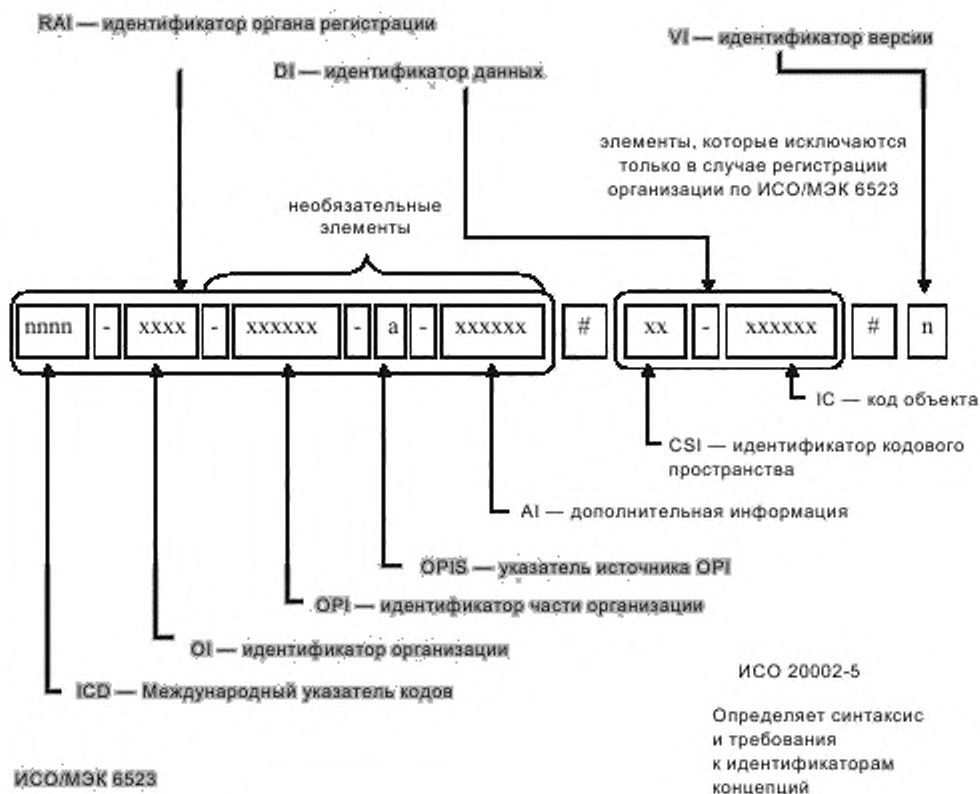 RAI — идентификатор органа регистрации
VI — идентификатор версии
DI — идентификатор данных
элементы, которые исключаются
только в случае регистрации
организации по ИСО/МЭК 6523
необязательные
элементы
nnnn - xxxx - xxxxxx - a - xxxxxx # xx - xxxxxx # n
IC — код объекта
CSI — идентификатор кодового
пространства
AI — дополнительная информация
OPIS — указатель источника OPI
OPI — идентификатор части организации
OI — идентификатор организации
ICD — Международный указатель кодов
ИСО 20002-5
Определяет синтаксис
и требования
к идентификаторам
концепций
ИСО/МЭК 6523